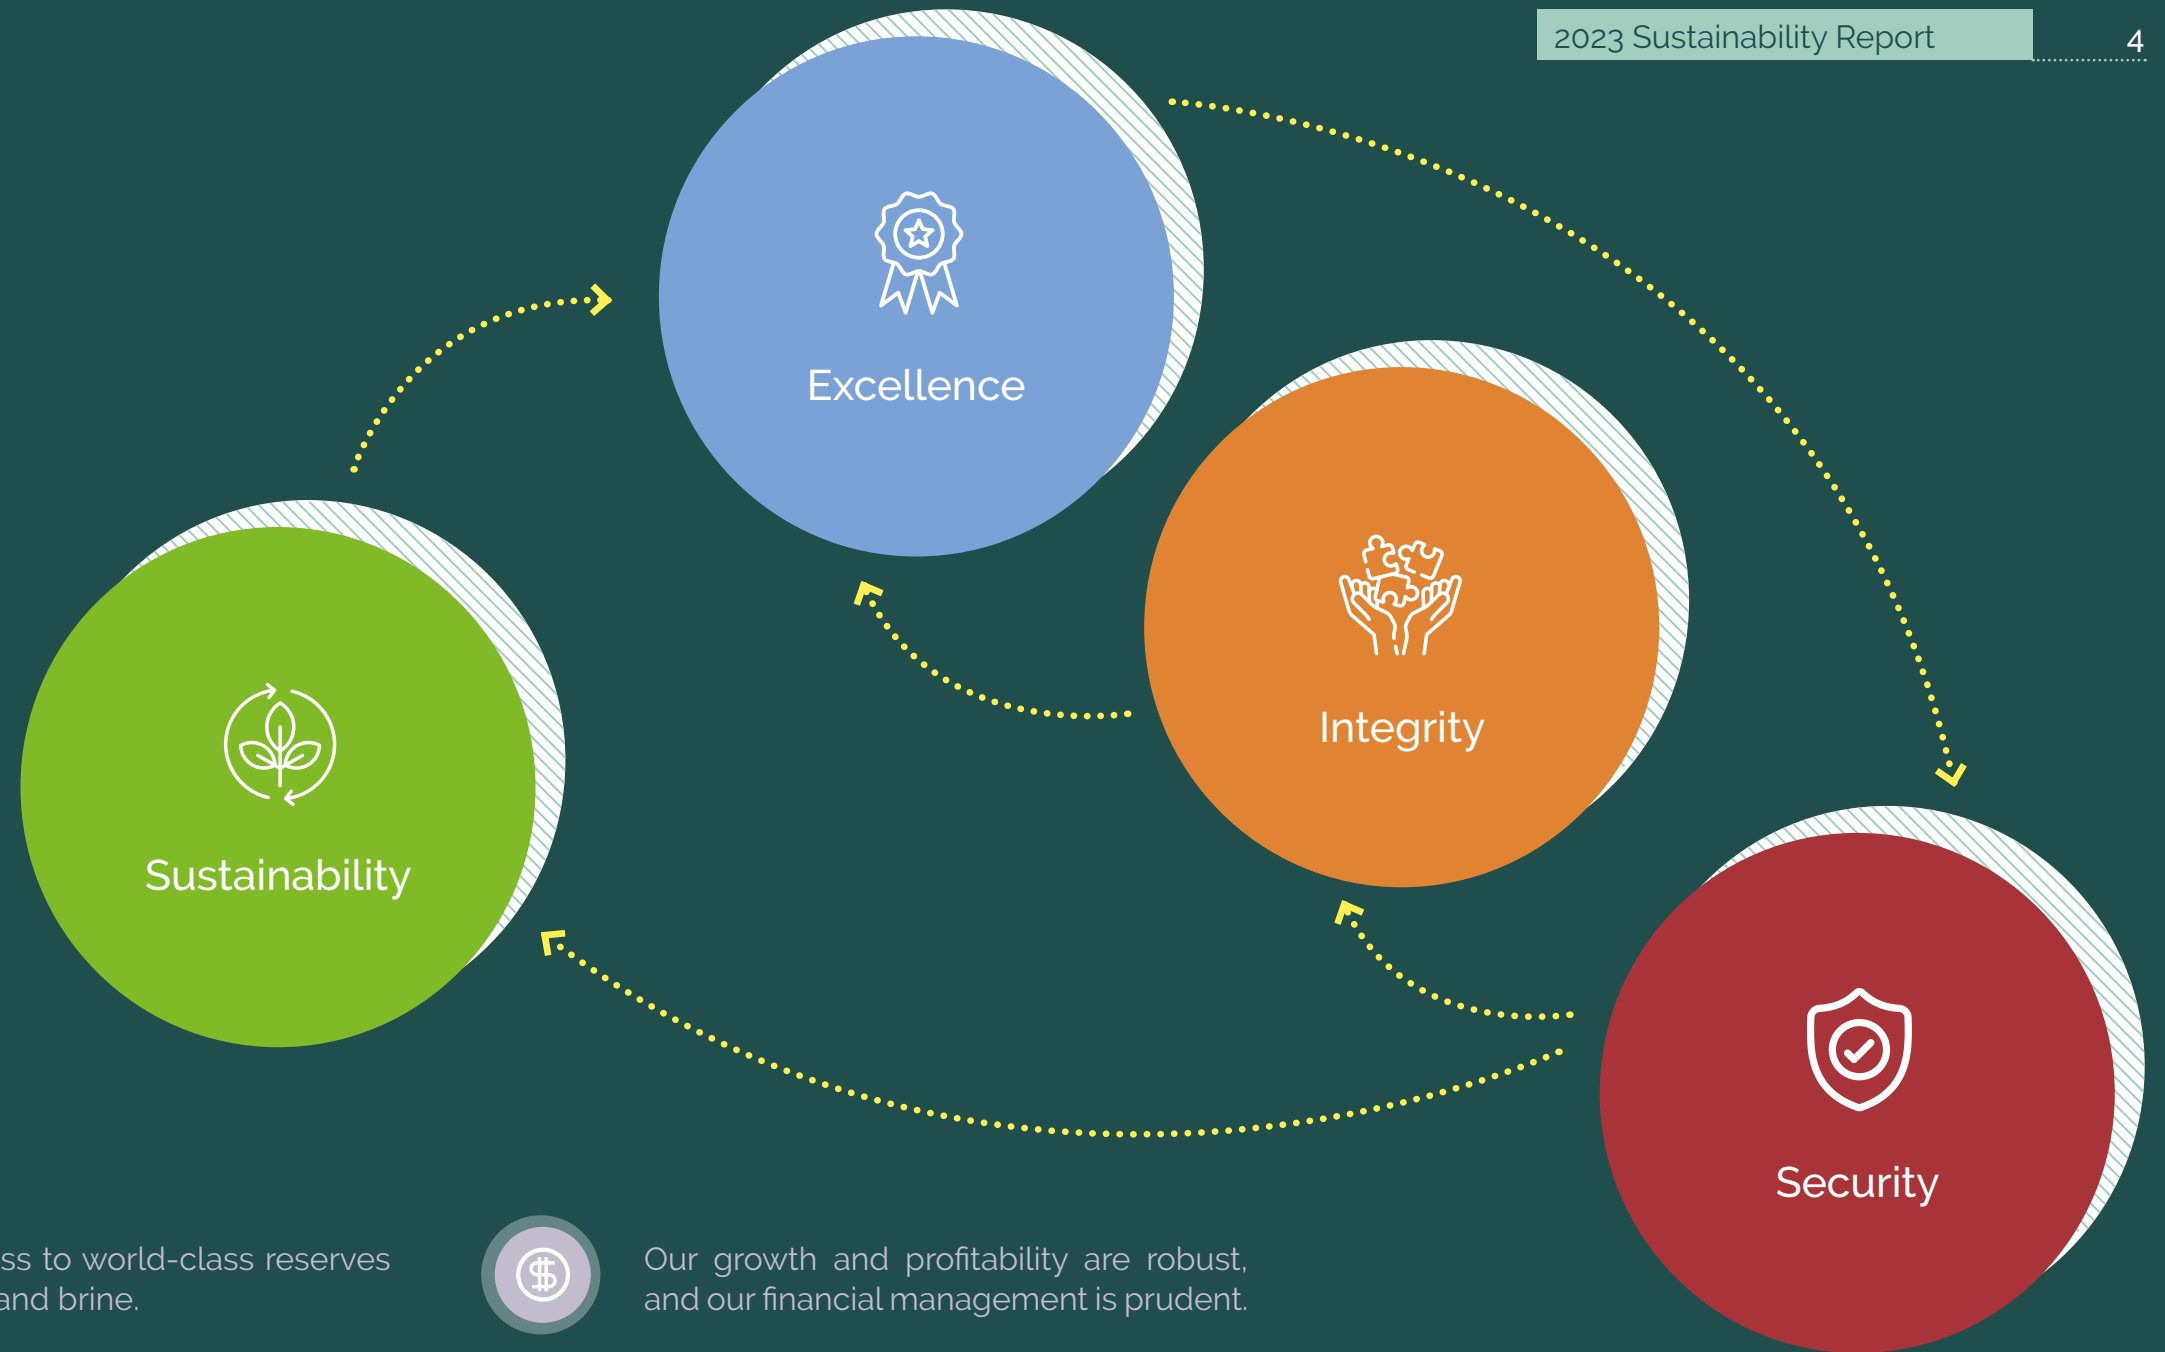 2023 Sustainability Report
4
Excellence
Integrity
Sustainability
Security
ss to world-class reserves
and brine.
Our growth and profitability are robust,
and our financial management is prudent.